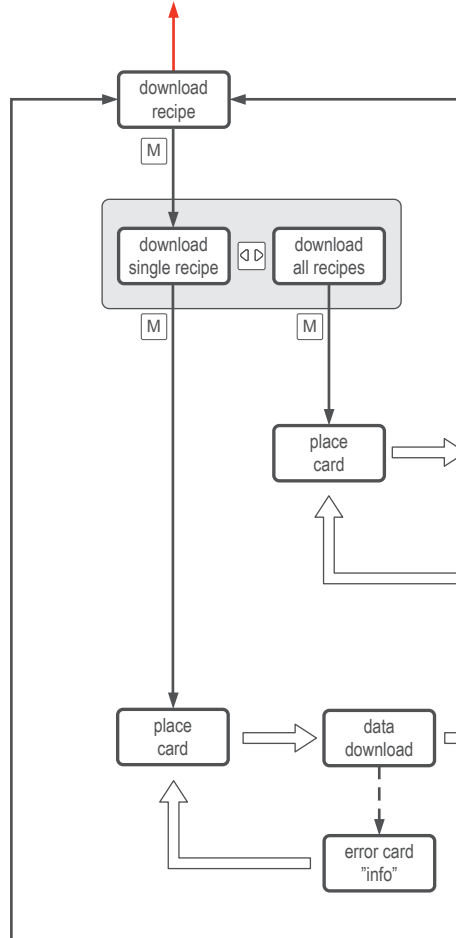 download
recipe
M
download
single recipe
download
all recipes
M
M
place
card
place
card
data
download
error card
"info"